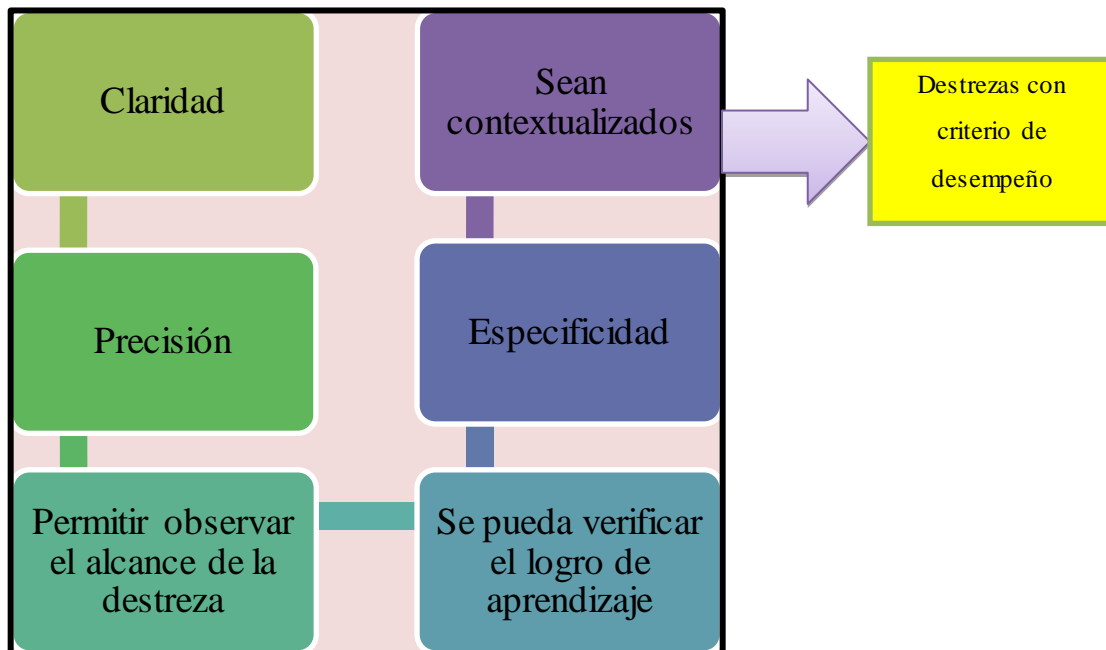 Claridad
Precisión
Permitir observar
el alcance de la
destreza
Se pueda verificar
el logro de
aprendizaje
Especificidad
Sean
contextualizados
Destrezas con
criterio de
desempeño